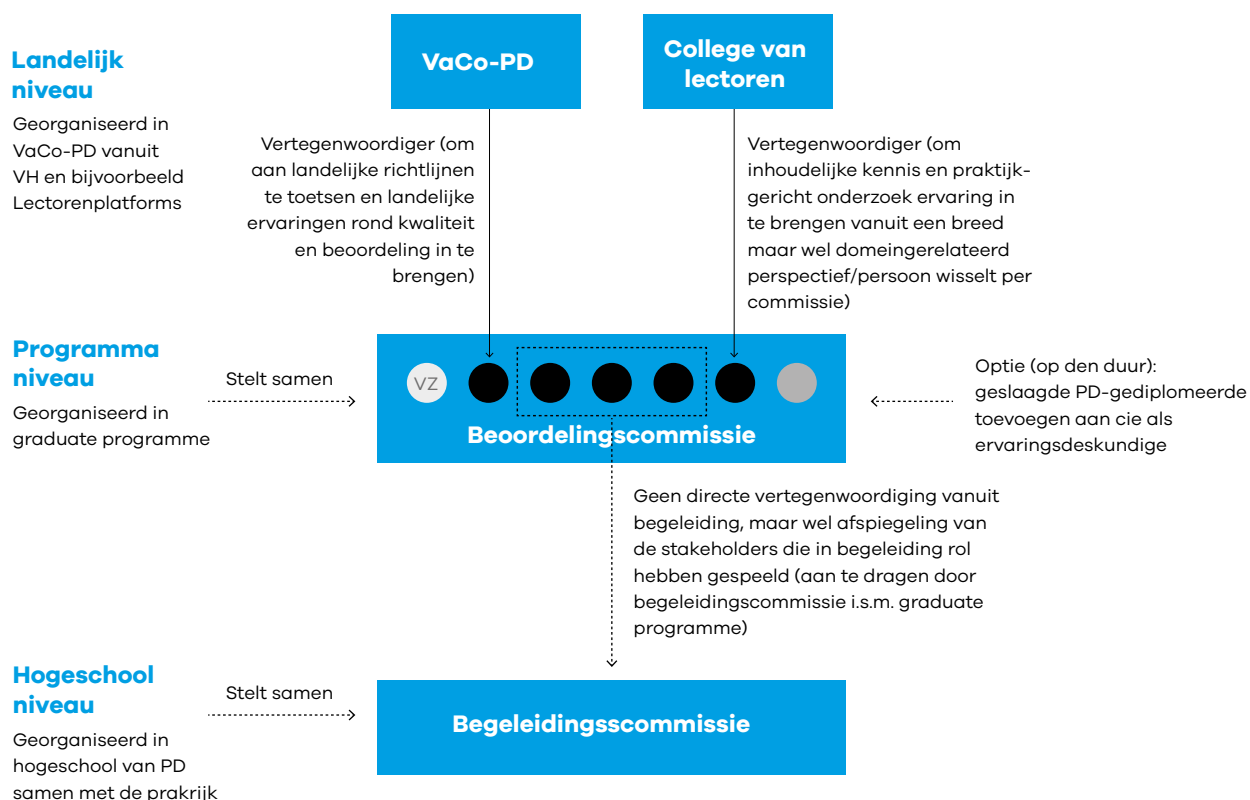 Landelijk
niveau
Georganiseerd in
VaCo-PD vanuit
VH en bijvoorbeeld
Lectorenplatforms
VaCo-PD
College van
lectoren
Vertegenwoordiger (om
aan landelijke richtlijnen
te toetsen en landelijke
ervaringen rond kwaliteit
en beoordeling in te
brengen)
Vertegenwoordiger (om
inhoudelijke kennis en praktijk-
gericht onderzoek ervaring in
te brengen vanuit een breed
maar wel domeingerelateerd
perspectief/persoon wisselt per
commissie)
Programma
niveau
Georganiseerd in
graduate programme
Stelt samen
VZ
Beoordelingscommissie
Optie (op den duur):
geslaagde PD-gediplomeerde
toevoegen aan cie als
ervaringsdeskundige
Geen directe vertegenwoordiging vanuit
begeleiding, maar wel afspiegeling van
de stakeholders die in begeleiding rol
hebben gespeeld (aan te dragen door
begeleidingscommissie i.s.m. graduate
programme)
Hogeschool
niveau
Georganiseerd in
hogeschool van PD
samen met de prakrijk
Stelt samen
Begeleidingsscommissie